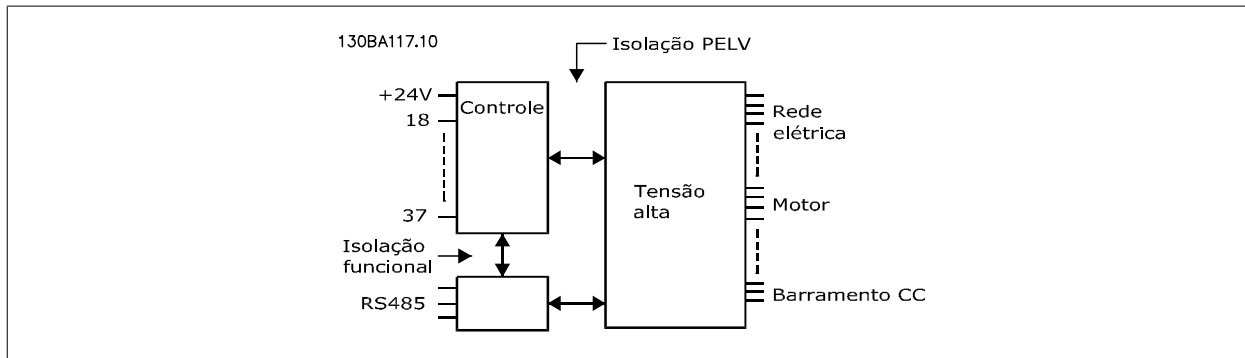 130BA117.10
Isolação PELV
+24V
Controle
18
37
Tensão
alta
Rede
elétrica
Motor
Isolação
funcional
RS485
Barramento CC